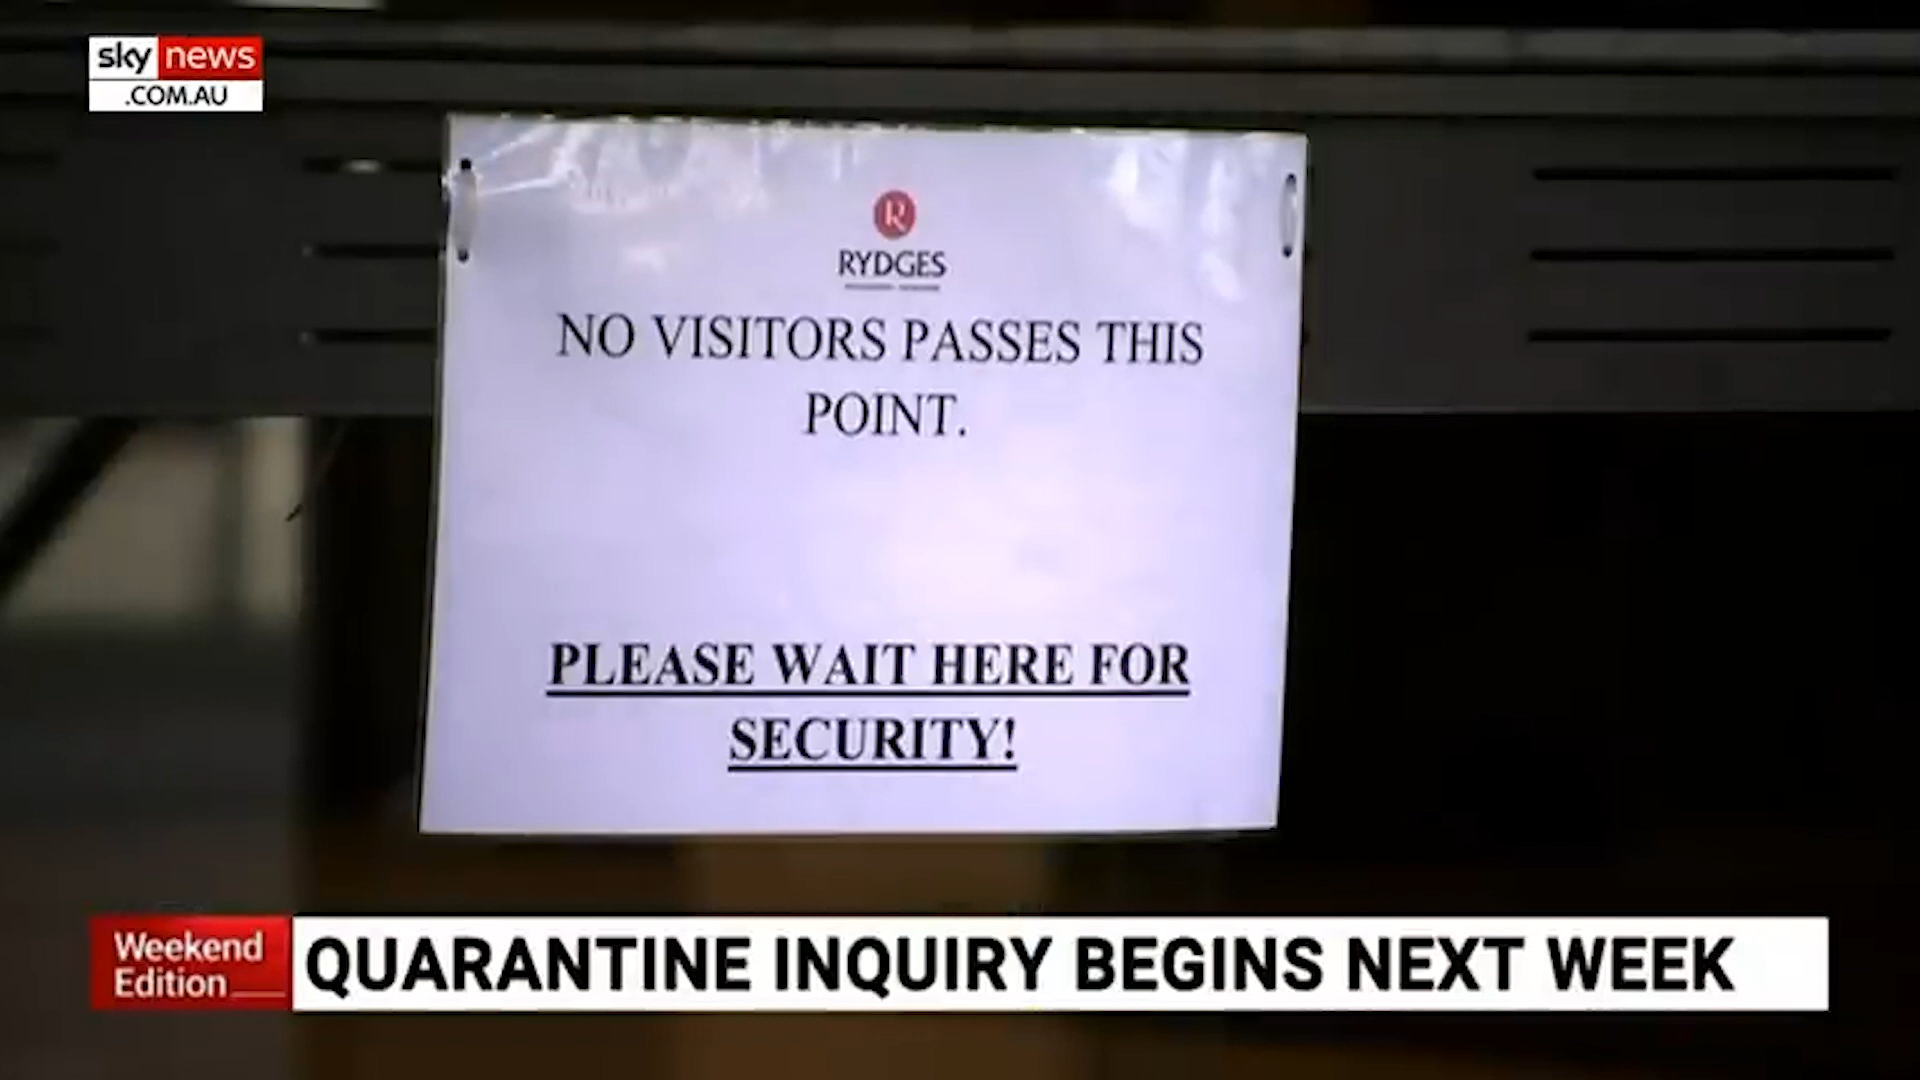 sky news
.COM.AU
R
RYDGES
NO VISITORS PASSES THIS
POINT.
PLEASE WAIT HERE FOR
SECURITY!
Weekend
Edition
QUARANTINE INQUIRY BEGINS NEXT WEEK